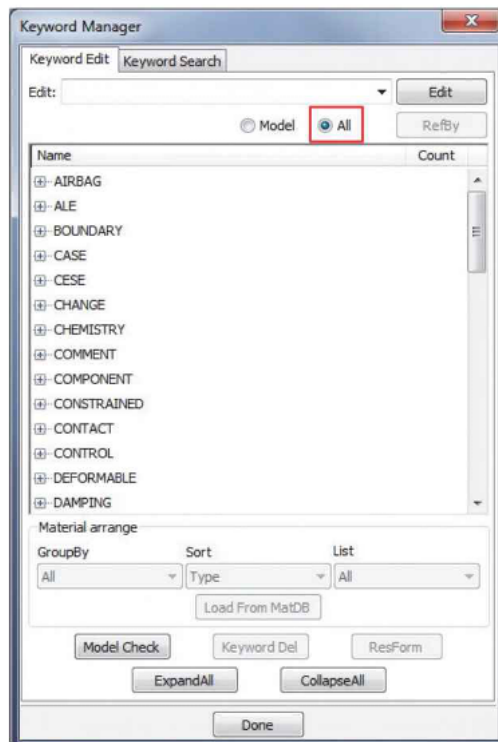 Keyword Manager
Keyword Edit Keyword Search
Edit: Edit
Model All RefBy
Name Count
AIRBAG
ALE
BOUNDARY
CASE
CESE
CHANGE
CHEMISTRY
COMMENT
COMPONENT
CONSTRAINED
CONTACT
CONTROL
DEFORMABLE
DAMPING
Material arrange
GroupBy Sort List
All Type All
Load From MatDB
Model Check Keyword Del ResForm
ExpandAll CollapseAll
Done